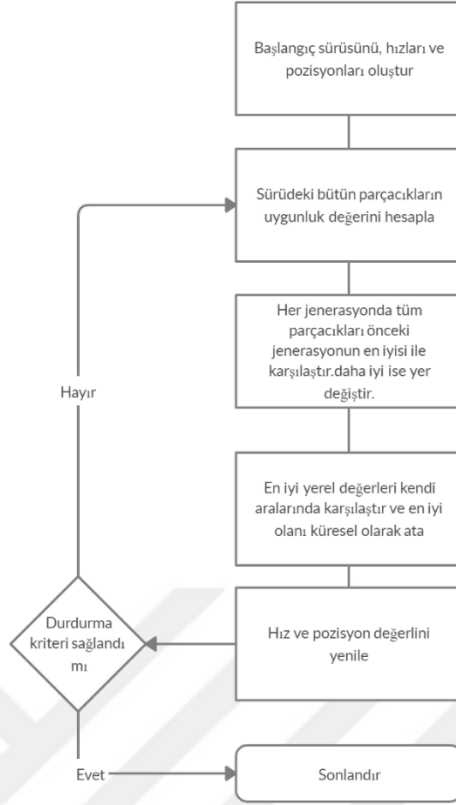 Başlangıç sürüsünü, hızları ve
pozisyonları oluştur
Sürüdeki bütün parçacıkların
uygunluk değerini hesapla
Her jenerasyonda tüm
parçacıkları önceki
jenerasyonun en iyisi ile
karşılaştır.daha iyi ise yer
değiştir.
Hayır
En iyi yerel değerleri kendi
aralarında karşılaştır ve en iyi
olanı küresel olarak ata
Durdurma
kriteri sağlandı
mı
Hız ve pozisyon değerlini
yenile
Evet
Sonlandır